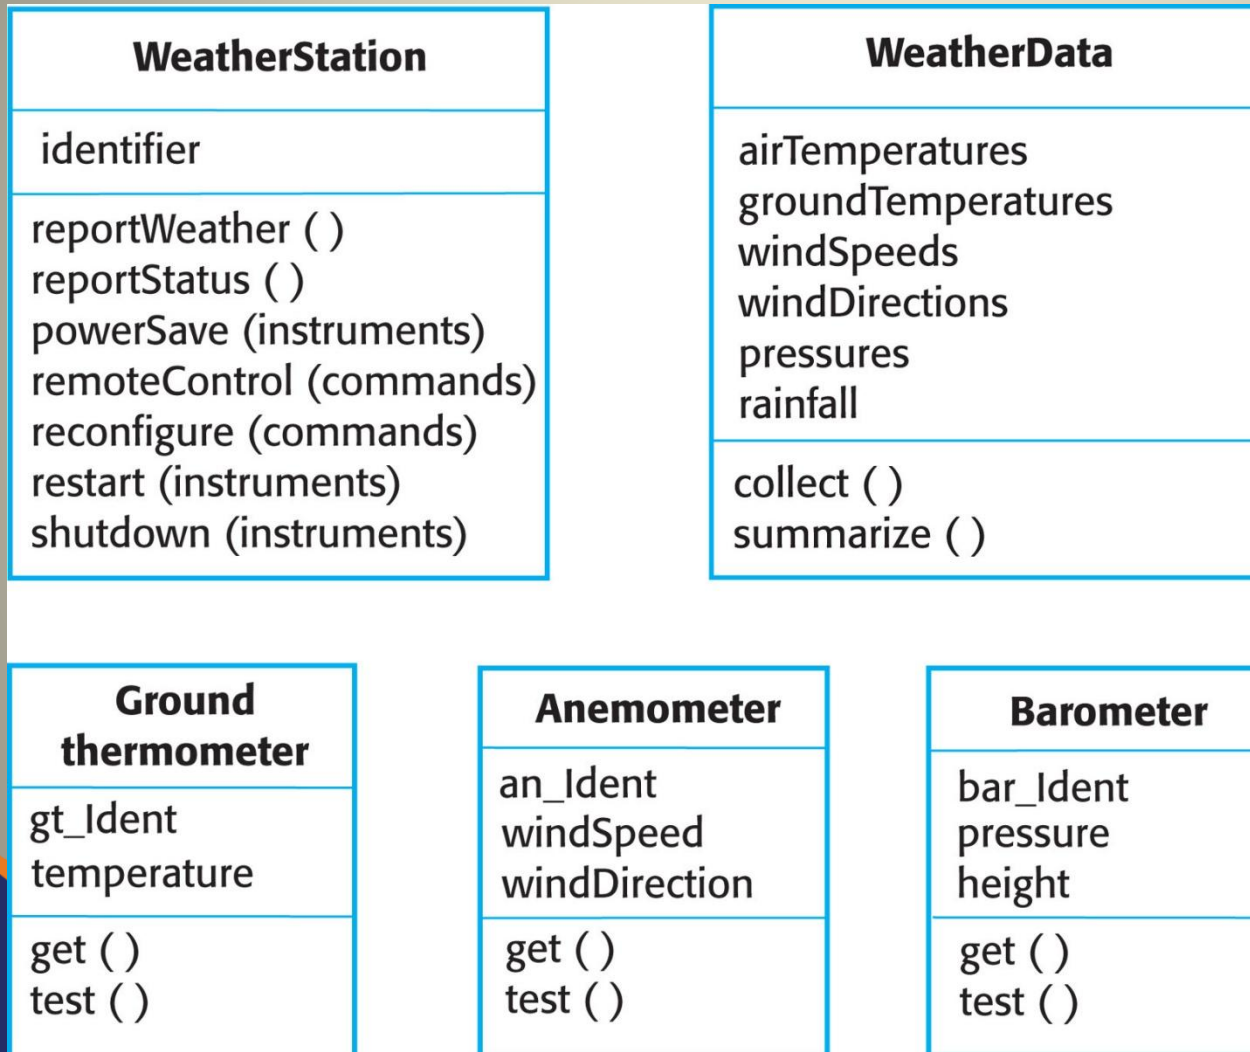 WeatherStation
identifier
reportWeather ( )
reportStatus ( )
powerSave (instruments)
remoteControl (commands)
reconfigure (commands)
restart (instruments)
shutdown (instruments)
WeatherData
airTemperatures
groundTemperatures
windSpeeds
windDirections
pressures
rainfall
collect ( )
summarize ( )
Ground
thermometer
gt_Ident
temperature
get ( )
test ( )
Anemometer
an_Ident
windSpeed
windDirection
get ( )
test ( )
Barometer
bar_Ident
pressure
height
get ( )
test ( )